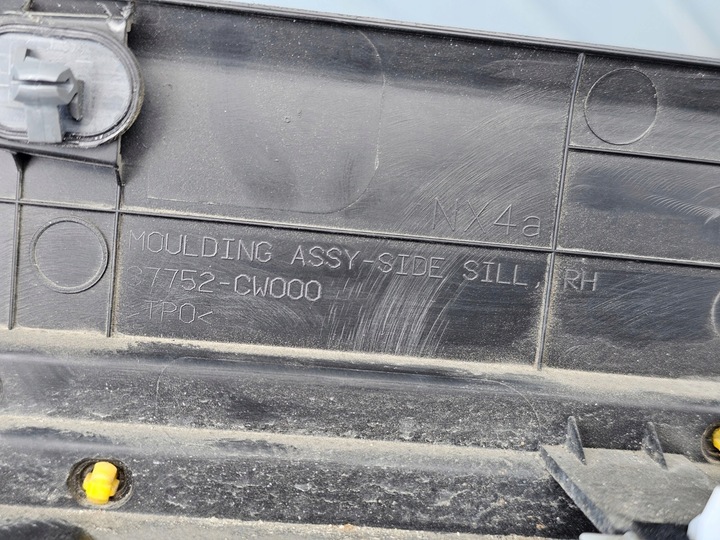 NX4a
MOULDING ASSY-SIDE SILL, RH
87752-CW000
>TPO<